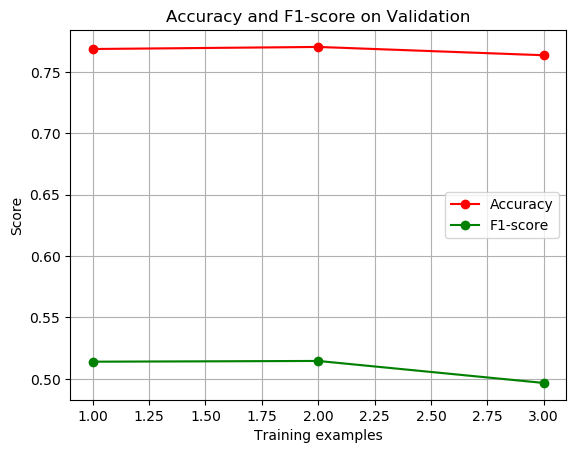 Accuracy and F1-score on Validation
Score
0.75
0.70
0.65
0.60
0.55
0.50
Accuracy
F1-score
1.00 1.25 1.50 1.75 2.00 2.25 2.50 2.75 3.00
Training examples